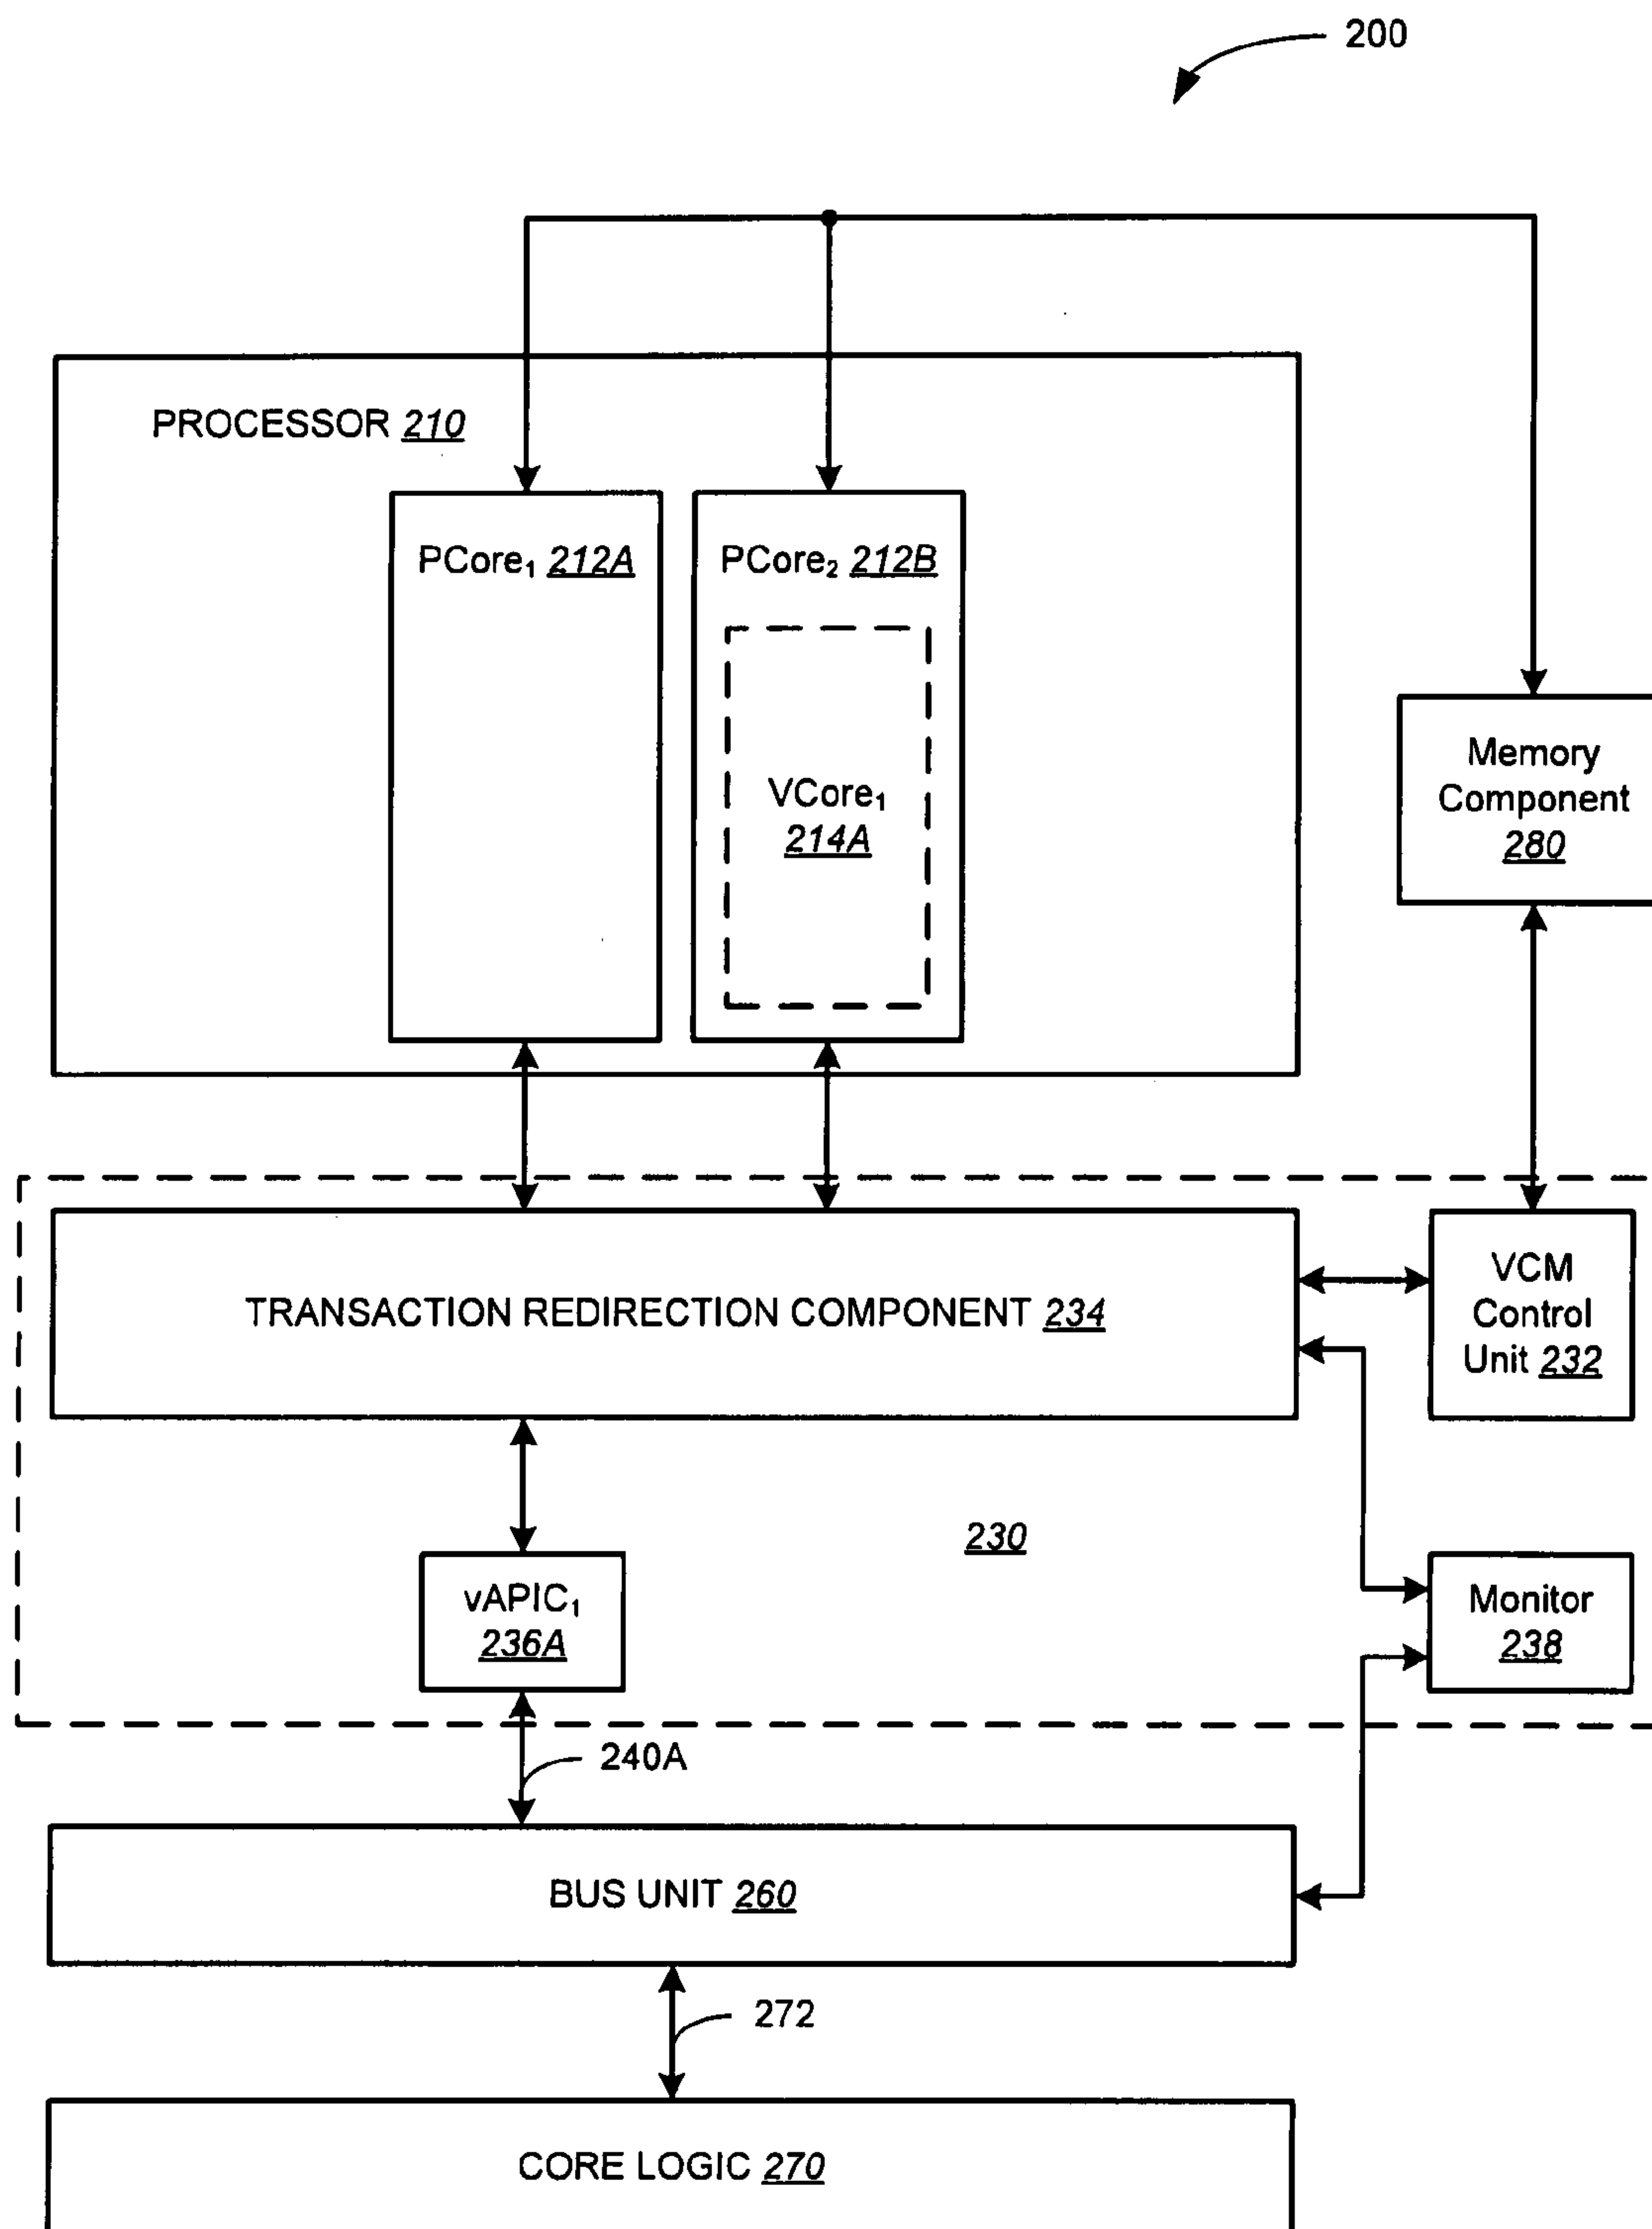 200
PROCESSOR 210
PCore₁ 212A
PCore₂ 212B
VCore₁
214A
Memory
Component
280
TRANSACTION REDIRECTION COMPONENT 234
VCM
Control
Unit 232
230
vAPIC₁
236A
Monitor
238
240A
BUS UNIT 260
272
CORE LOGIC 270